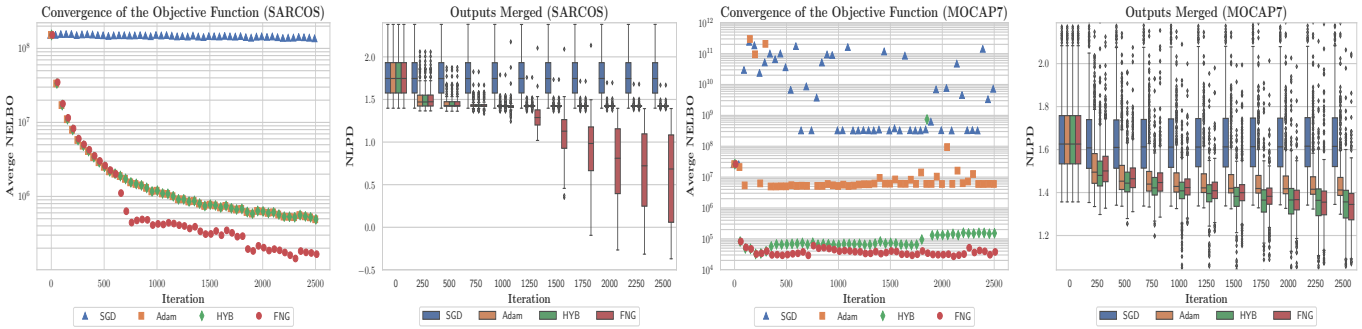 Convergence of the Objective Function (SARCOS)
Averge NELBO
10^8
10^7
10^6
0 500 1000 1500 2000 2500
Iteration
SGD Adam HYB FNG
Outputs Merged (SARCOS)
NLPD
2.0
1.5
1.0
0.5
0.0
−0.5
0 250 500 750 1000 1250 1500 1750 2000 2250 2500
Iteration
SGD Adam HYB FNG
Convergence of the Objective Function (MOCAP7)
Averge NELBO
10^12
10^11
10^10
10^9
10^8
10^7
10^6
10^5
10^4
0 500 1000 1500 2000 2500
Iteration
SGD Adam HYB FNG
Outputs Merged (MOCAP7)
NLPD
2.0
1.8
1.6
1.4
1.2
0 250 500 750 1000 1250 1500 1750 2000 2250 2500
Iteration
SGD Adam HYB FNG